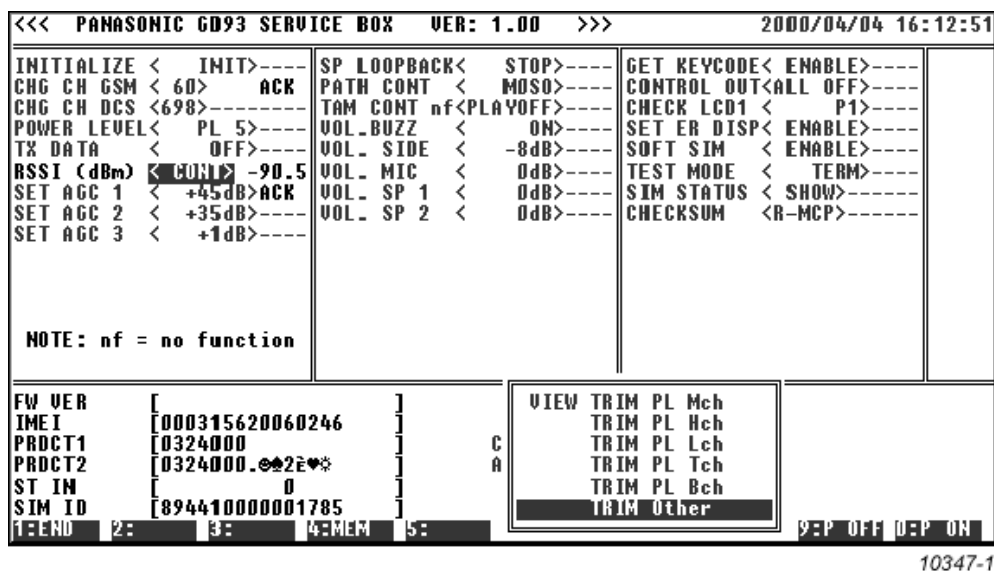 <<< PANASONIC GD93 SERVICE BOX VER: 1.00 >>> 2000/04/04 16:12:51
INITIALIZE < INIT>----
CHG CH GSM < 60> ACK
CHG CH DCS <698>---------
POWER LEVEL< PL 5>----
TX DATA < OFF>----
RSSI (dBm) < CONT> -90.5
SET AGC 1 < +45dB>ACK
SET AGC 2 < +35dB>----
SET AGC 3 < +1dB>----
NOTE: nf = no function
SP LOOPBACK< STOP>----
PATH CONT < M0S0>----
TAM CONT nf<PLAYOFF>----
VOL.BUZZ < ON>----
VOL. SIDE < -8dB>----
VOL. MIC < 0dB>----
VOL. SP 1 < 0dB>----
VOL. SP 2 < 0dB>----
GET KEYCODE< ENABLE>----
CONTROL OUT<ALL OFF>----
CHECK LCD1 < P1>----
SET ER DISP< ENABLE>----
SOFT SIM < ENABLE>----
TEST MODE < TERM>----
SIM STATUS < SHOW>------
CHECKSUM <R-MCP>------
FW VER [ ]
IMEI [000315620060246 ]
PRDCT1 [0324000 ] C
PRDCT2 [0324000.☻♠2è♥☼ ] A
ST IN [ 0 ]
SIM ID [894410000001785 ]
VIEW TRIM PL Mch
TRIM PL Hch
TRIM PL Lch
TRIM PL Tch
TRIM PL Bch
TRIM Other
1:END 2: 3: 4:MEM 5: 9:P OFF 0:P ON
10347-1